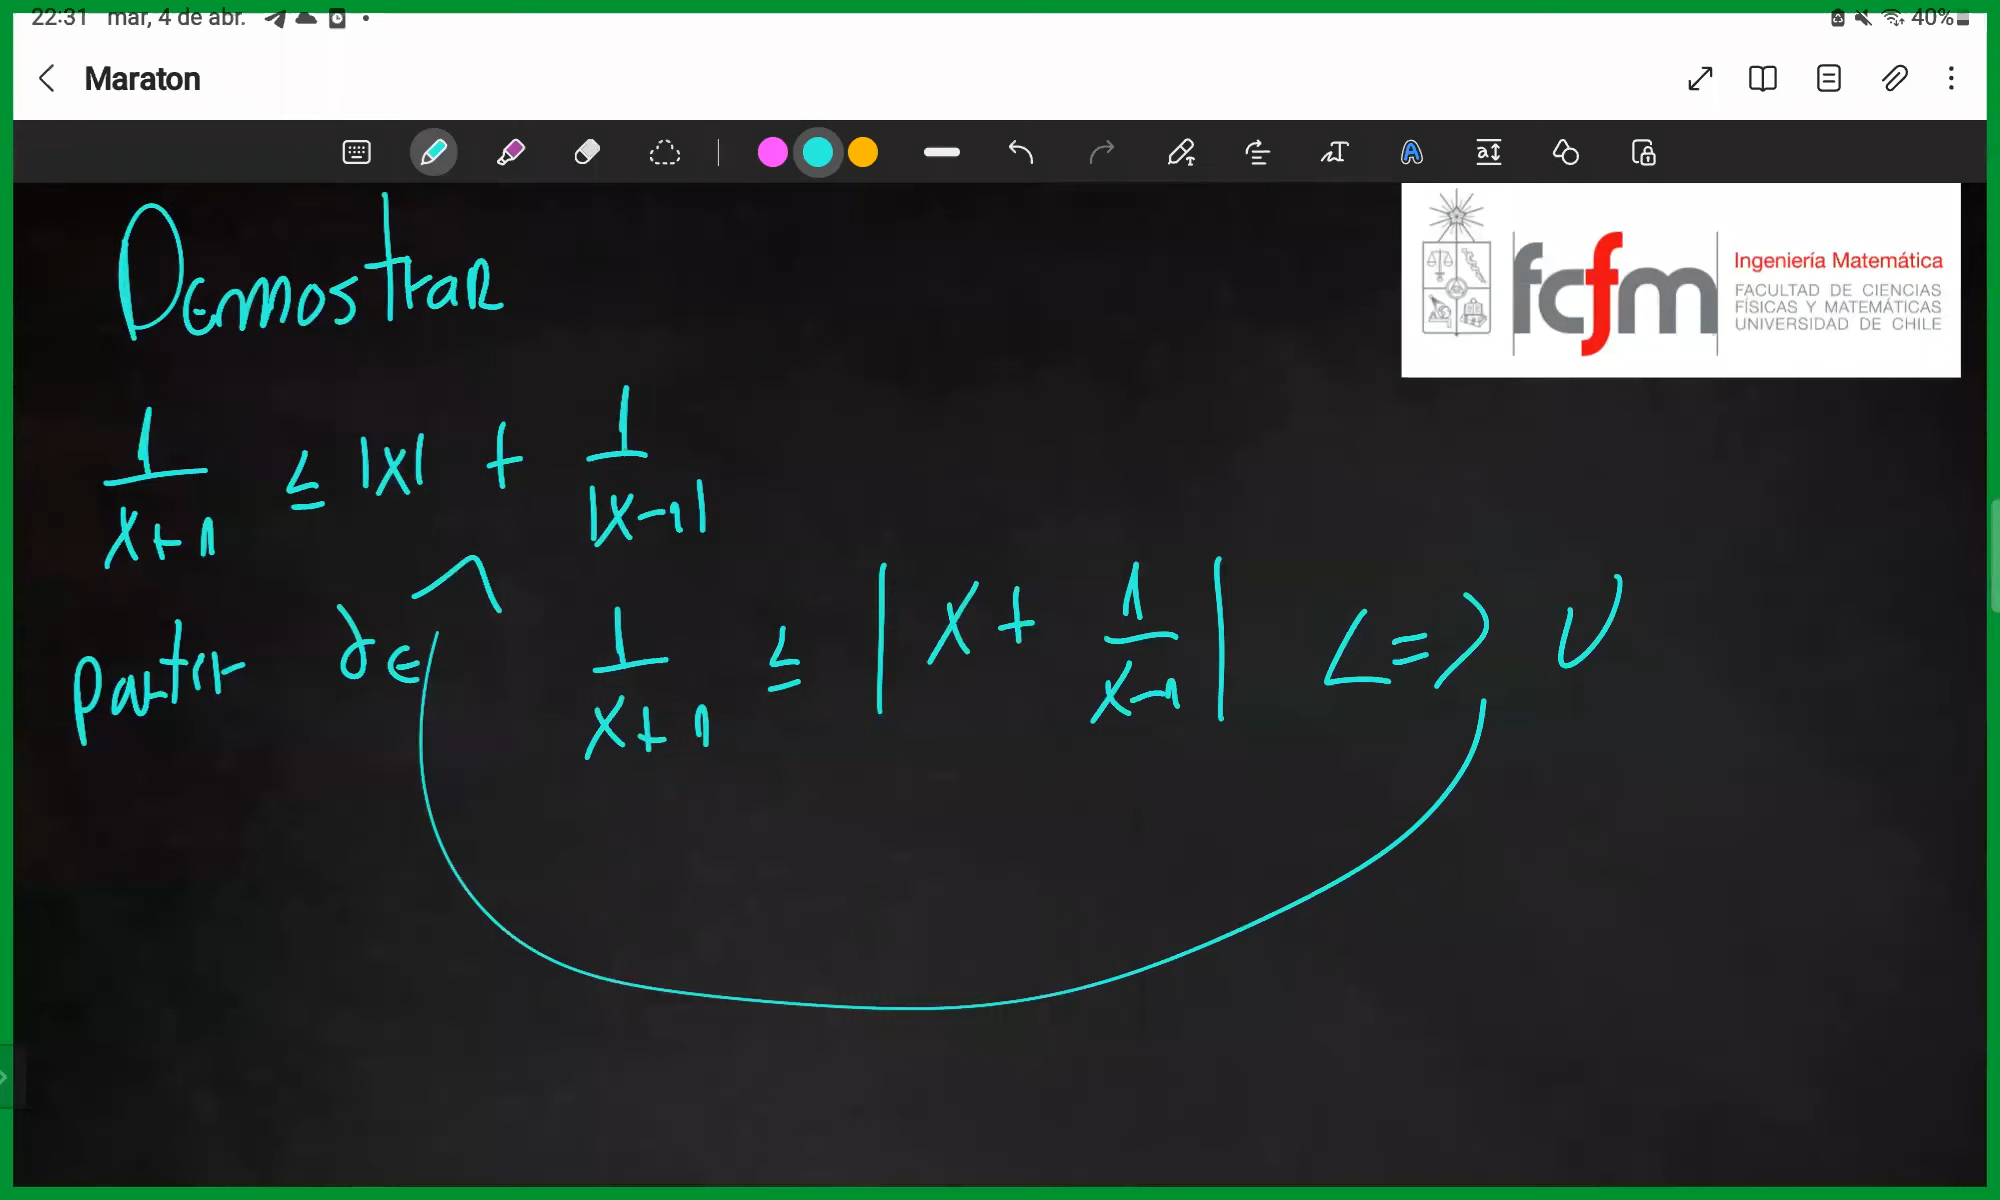 22:31 mar, 4 de abr. 40%
Maraton
Demostrar
fcfm
Ingeniería Matemática
FACULTAD DE CIENCIAS
FÍSICAS Y MATEMÁTICAS
UNIVERSIDAD DE CHILE
1/(x+1) ≤ |x| + 1/|x-1|
partir de 1/(x+1) ≤ |x + 1/(x-1)| <=> V